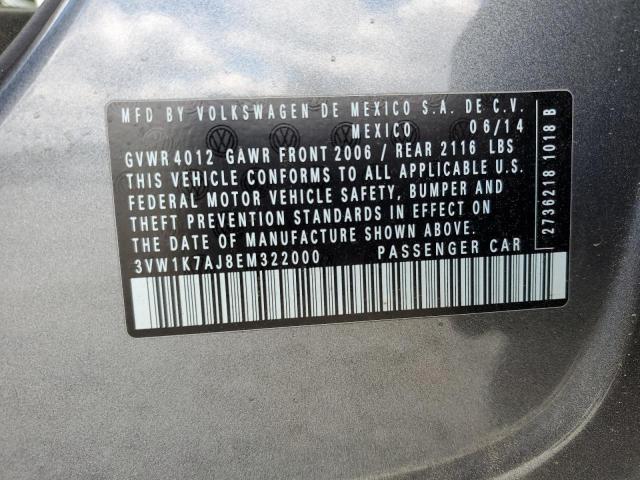 MFD BY VOLKSWAGEN DE MEXICO S.A. DE C.V.
MEXICO 06/14
GVWR 4012 GAWR FRONT 2006 / REAR 2116 LBS
THIS VEHICLE CONFORMS TO ALL APPLICABLE U.S.
FEDERAL MOTOR VEHICLE SAFETY, BUMPER AND
THEFT PREVENTION STANDARDS IN EFFECT ON
THE DATE OF MANUFACTURE SHOWN ABOVE.
3VW1K7AJ8EM322000 PASSENGER CAR
2736218 1018 B